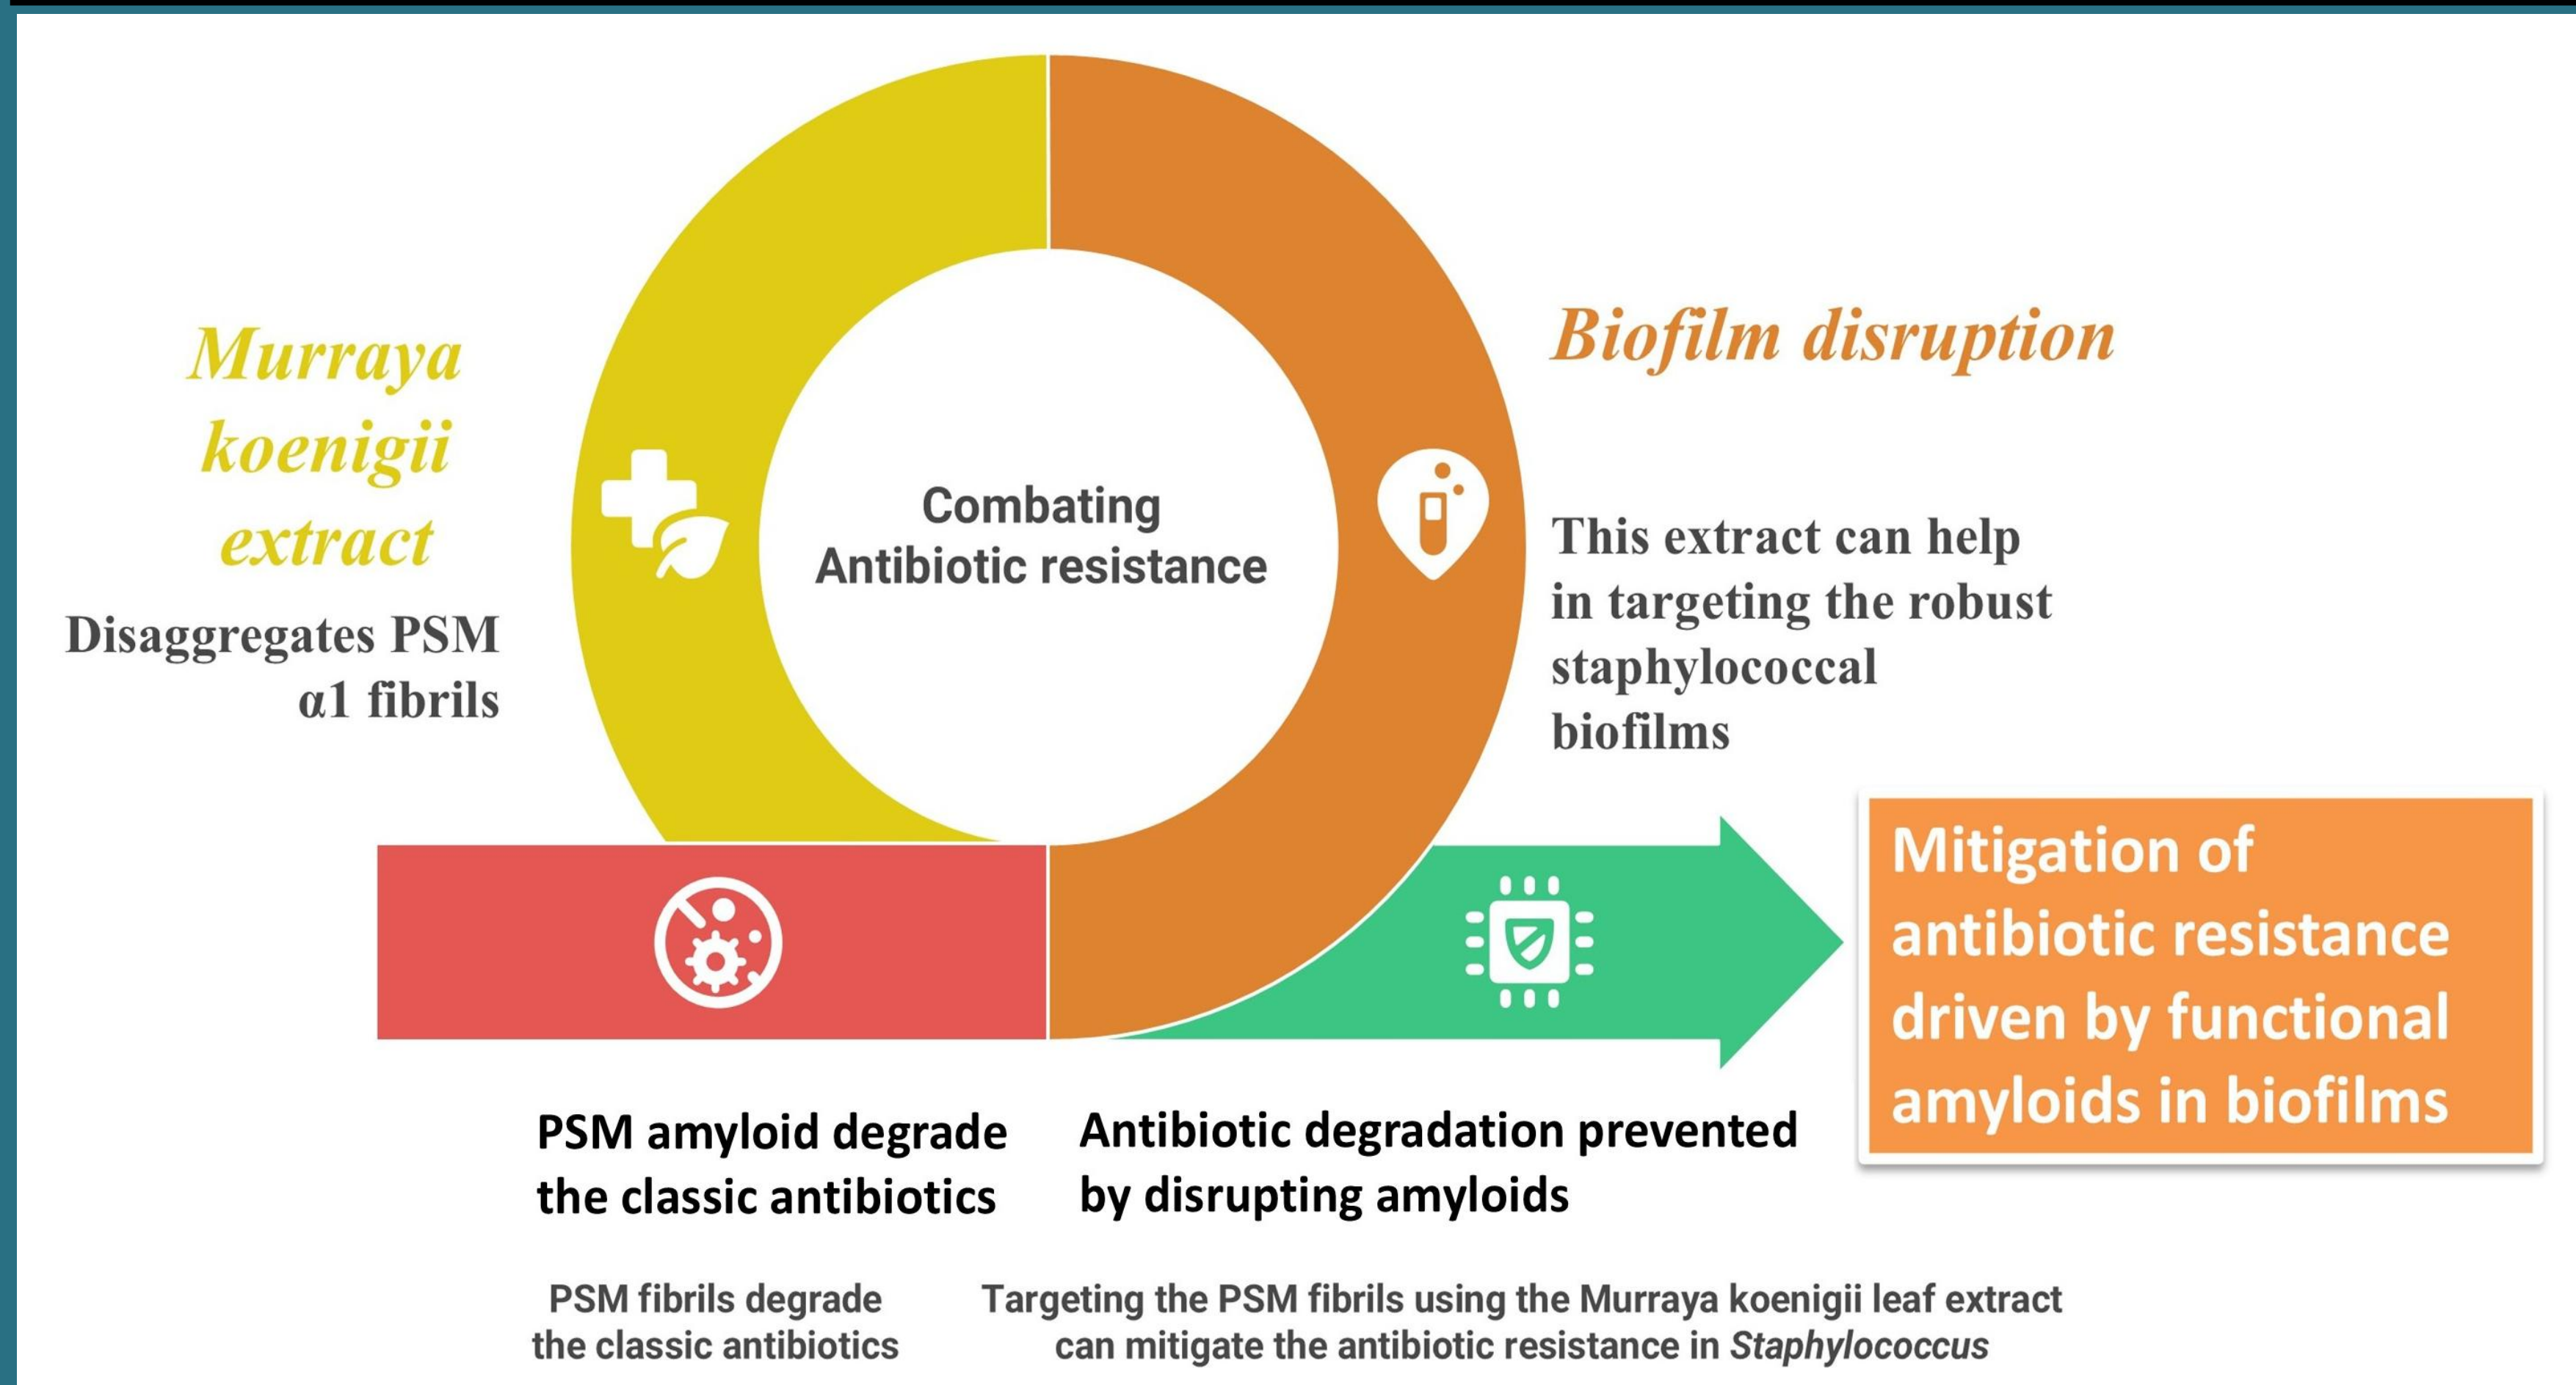 Murraya
koenigii
extract
Disaggregates PSM
α1 fibrils
Combating
Antibiotic resistance
Biofilm disruption
This extract can help
in targeting the robust
staphylococcal
biofilms
Mitigation of
antibiotic resistance
driven by functional
amyloids in biofilms
PSM amyloid degrade
the classic antibiotics
PSM fibrils degrade
the classic antibiotics
Antibiotic degradation prevented
by disrupting amyloids
Targeting the PSM fibrils using the Murraya koenigii leaf extract
can mitigate the antibiotic resistance in Staphylococcus